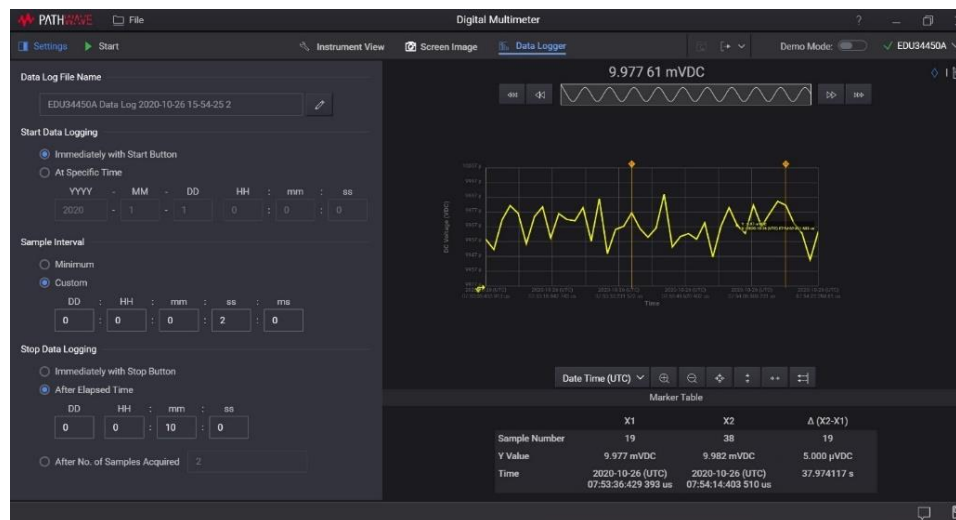 PATHWAVE File Digital Multimeter ?
Settings Start Instrument View Screen Image Data Logger Demo Mode: EDU34450A
Data Log File Name
EDU34450A Data Log 2020-10-26 15-54-25 2
Start Data Logging
Immediately with Start Button
At Specific Time
YYYY - MM - DD HH : mm : ss
2020 - 1 - 1 0 : 0 : 0
Sample Interval
Minimum
Custom
DD : HH : mm : ss : ms
0 : 0 : 0 : 2 : 0
Stop Data Logging
Immediately with Stop Button
After Elapsed Time
DD HH : mm : ss
0 0 : 10 : 0
After No. of Samples Acquired 2
9.977 61 mVDC
DC Voltage (VDC)
Time
Date Time (UTC)
Marker Table
X1 X2 Δ (X2-X1)
Sample Number 19 38 19
Y Value 9.977 mVDC 9.982 mVDC 5.000 µVDC
Time 2020-10-26 (UTC) 2020-10-26 (UTC) 37.974117 s
07:53:36:429 393 us 07:54:14:403 510 us